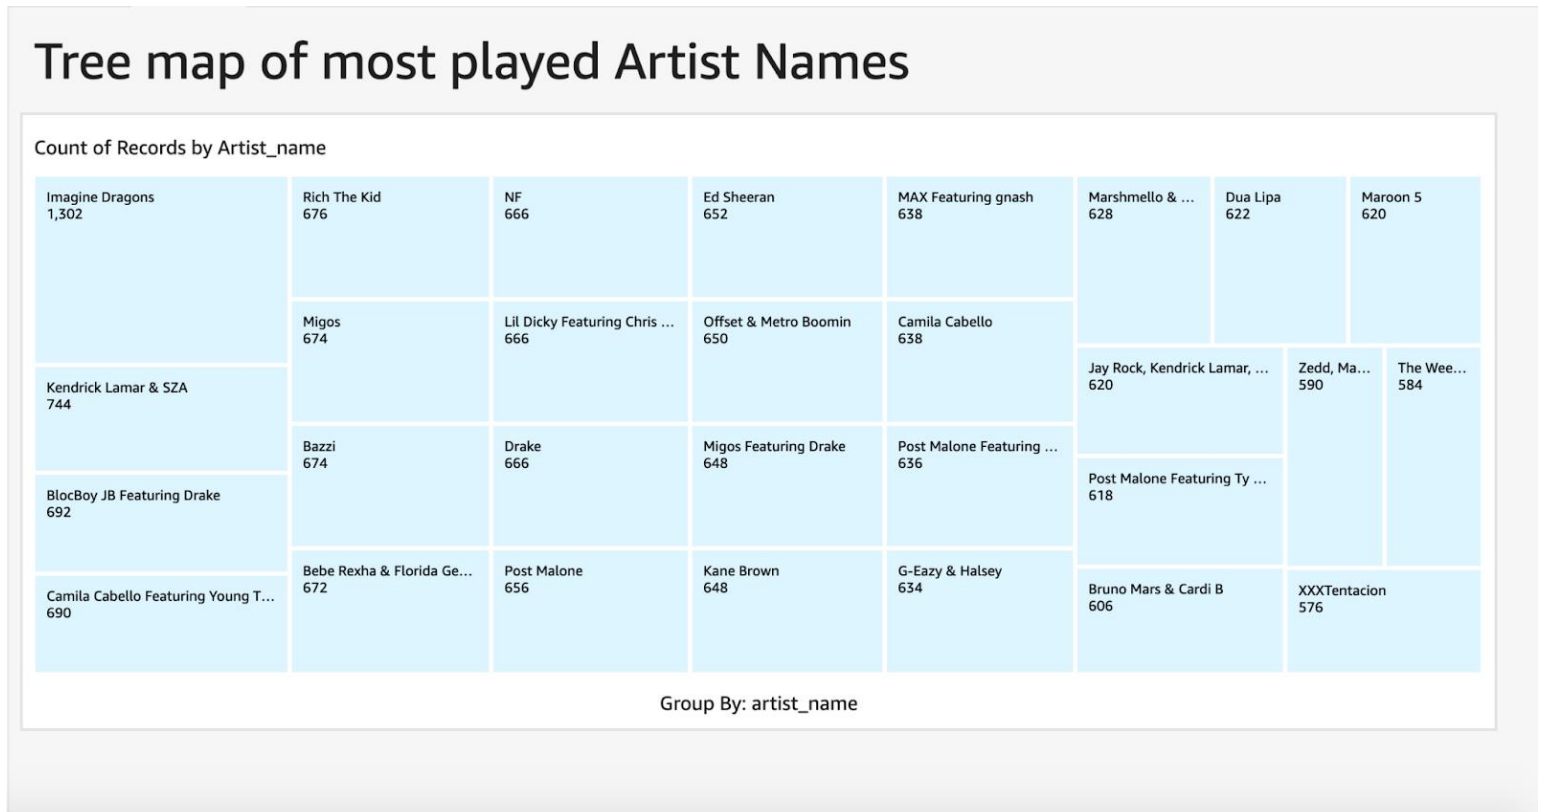 Tree map of most played Artist Names
Count of Records by Artist_name
Imagine Dragons
1,302
Kendrick Lamar & SZA
744
BlocBoy JB Featuring Drake
692
Camila Cabello Featuring Young T...
690
Rich The Kid
676
Migos
674
Bazzi
674
Bebe Rexha & Florida Ge...
672
NF
666
Lil Dicky Featuring Chris ...
666
Drake
666
Post Malone
656
Ed Sheeran
652
Offset & Metro Boomin
650
Migos Featuring Drake
648
Kane Brown
648
MAX Featuring gnash
638
Camila Cabello
638
Post Malone Featuring ...
636
G-Eazy & Halsey
634
Marshmello & ...
628
Dua Lipa
622
Maroon 5
620
Jay Rock, Kendrick Lamar, ...
620
Post Malone Featuring Ty ...
618
Bruno Mars & Cardi B
606
Zedd, Ma...
590
The Wee...
584
XXXTentacion
576
Group By: artist_name